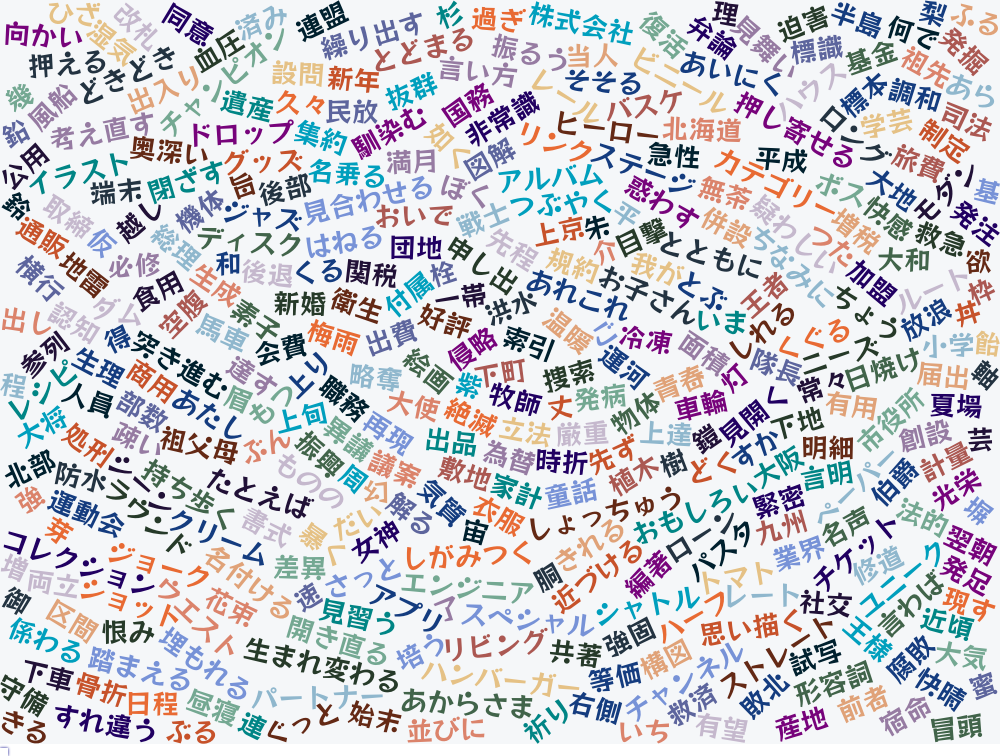 ひざ 改札 同意 済み 連盟 杉 過ぎ 株式会社 復活 理 迫害 半島 何で 梨 ふる
向かい 湿気 血圧 ピオン 繰り出す とどまる 振るう 当人 弁論 見舞い 標識 基金 発掘
押える どきどき 出入り 設問 新年 抜群 言い方 そそる ビール あいにく ハウス 祖先 あら
幾 風船 チャン 遺産 久々 民放 国務 レール バスケ 押し寄せる 標本 調和 司法
鉛 考え直す ドロップ 集約 馴染む 非常識 ヒーロー 北海道 ロング 学芸 制定
公用 イラスト 奥深い グッズ 名乗る 満月 図解 リンク ステージ 急性 カテゴリー 平成 旅費
端末 閉ざす 後部 見合わせる ぼく アルバム 惑わす 無茶 ボス 大地 モダン 基
取締 越し 機体 ジャズ おいで 戦士 つぶやく 併設 疑わしい 増税 快感 救急 発注
通販 仮 総理 ディスク はねる 団地 申し出 先程 上京 朱 平 目撃 とともに ちなみに つた 大和 欲
横行 地雷 必修 生成 和 後退 くる 関税 栓 規約 介 我が とぶ 加盟 ルート 枠
ダム 食用 空腹 素子 新婚 衛生 付属 一帯 洪水 あれこれ お子さん いま 王者 ちょう 放浪 丼
出し 認知 得 馬車 会費 梅雨 出費 好評 侵略 索引 温暖 ご 冷凍 面積 しれる くぐる ニーズ 小学 飴
参列 生理 突き進む 達す 上り 略奪 絵画 紫 下町 捜索 運河 青春 灯 隊長 常々 日焼け 届出 軸
程 レシピ 人員 商用 眉 もつ 職務 大使 牧師 丈 発病 物体 車輪 見開く 下地 有用 市役所 夏場
大将 処刑 部数 あたし 上旬 再現 絶滅 立法 厳重 上達 鎧 すか 明細 創設 芸
疎い 祖父母 ぶん 振興 異議 議案 出品 為替 時折 先ず 樹 どく 大阪 言明 計量
北部 防水 ジーン 持ち歩く たとえば ものの 周 幻 敷地 家計 童話 植木 緊密 ペーパー 伯爵 光栄
強 運動会 ラウンド クリーム 書式 暴く だい 解る 気質 衣服 宙 しょっちゅう おもしろい 九州 名声 法的 塀
芽 コレクション ジョーク 名付ける 差異 女神 しがみつく きれる ローン パスタ 業界 チケット 翌朝
増 両立 ショット ウエスト 花束 速 さっと エンジニア 胴 近づける 編著 トマト 修道 ユニーク 発足
御 区間 恨み 開き直る 見習う アプリ 了 スペシャル シャトル ハーフ プレート 社交 言わば 現す
係わる 埋もれる 生まれ変わる 培う リビング 共著 強固 思い描く 王様 近頃
下車 踏まえる ハンバーガー 等価 横図 チャンネル ストレート 試写 腐敗 大気
守備 骨折 日程 昼寝 パートナー あからさま 祈り 右側 救済 敗北 形容詞 快晴 蜜
きる すれ違う ぶる 連 ぐっと 始末 並びに いち 有望 産地 前者 宿命 冒頭